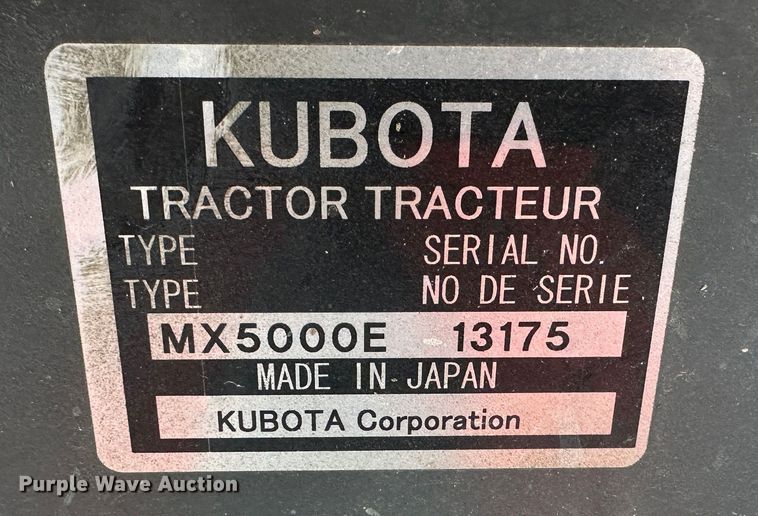 KUBOTA
TRACTOR TRACTEUR
TYPE SERIAL NO.
TYPE NO DE SERIE
MX5000E 13175
MADE IN JAPAN
KUBOTA Corporation
Purple Wave Auction